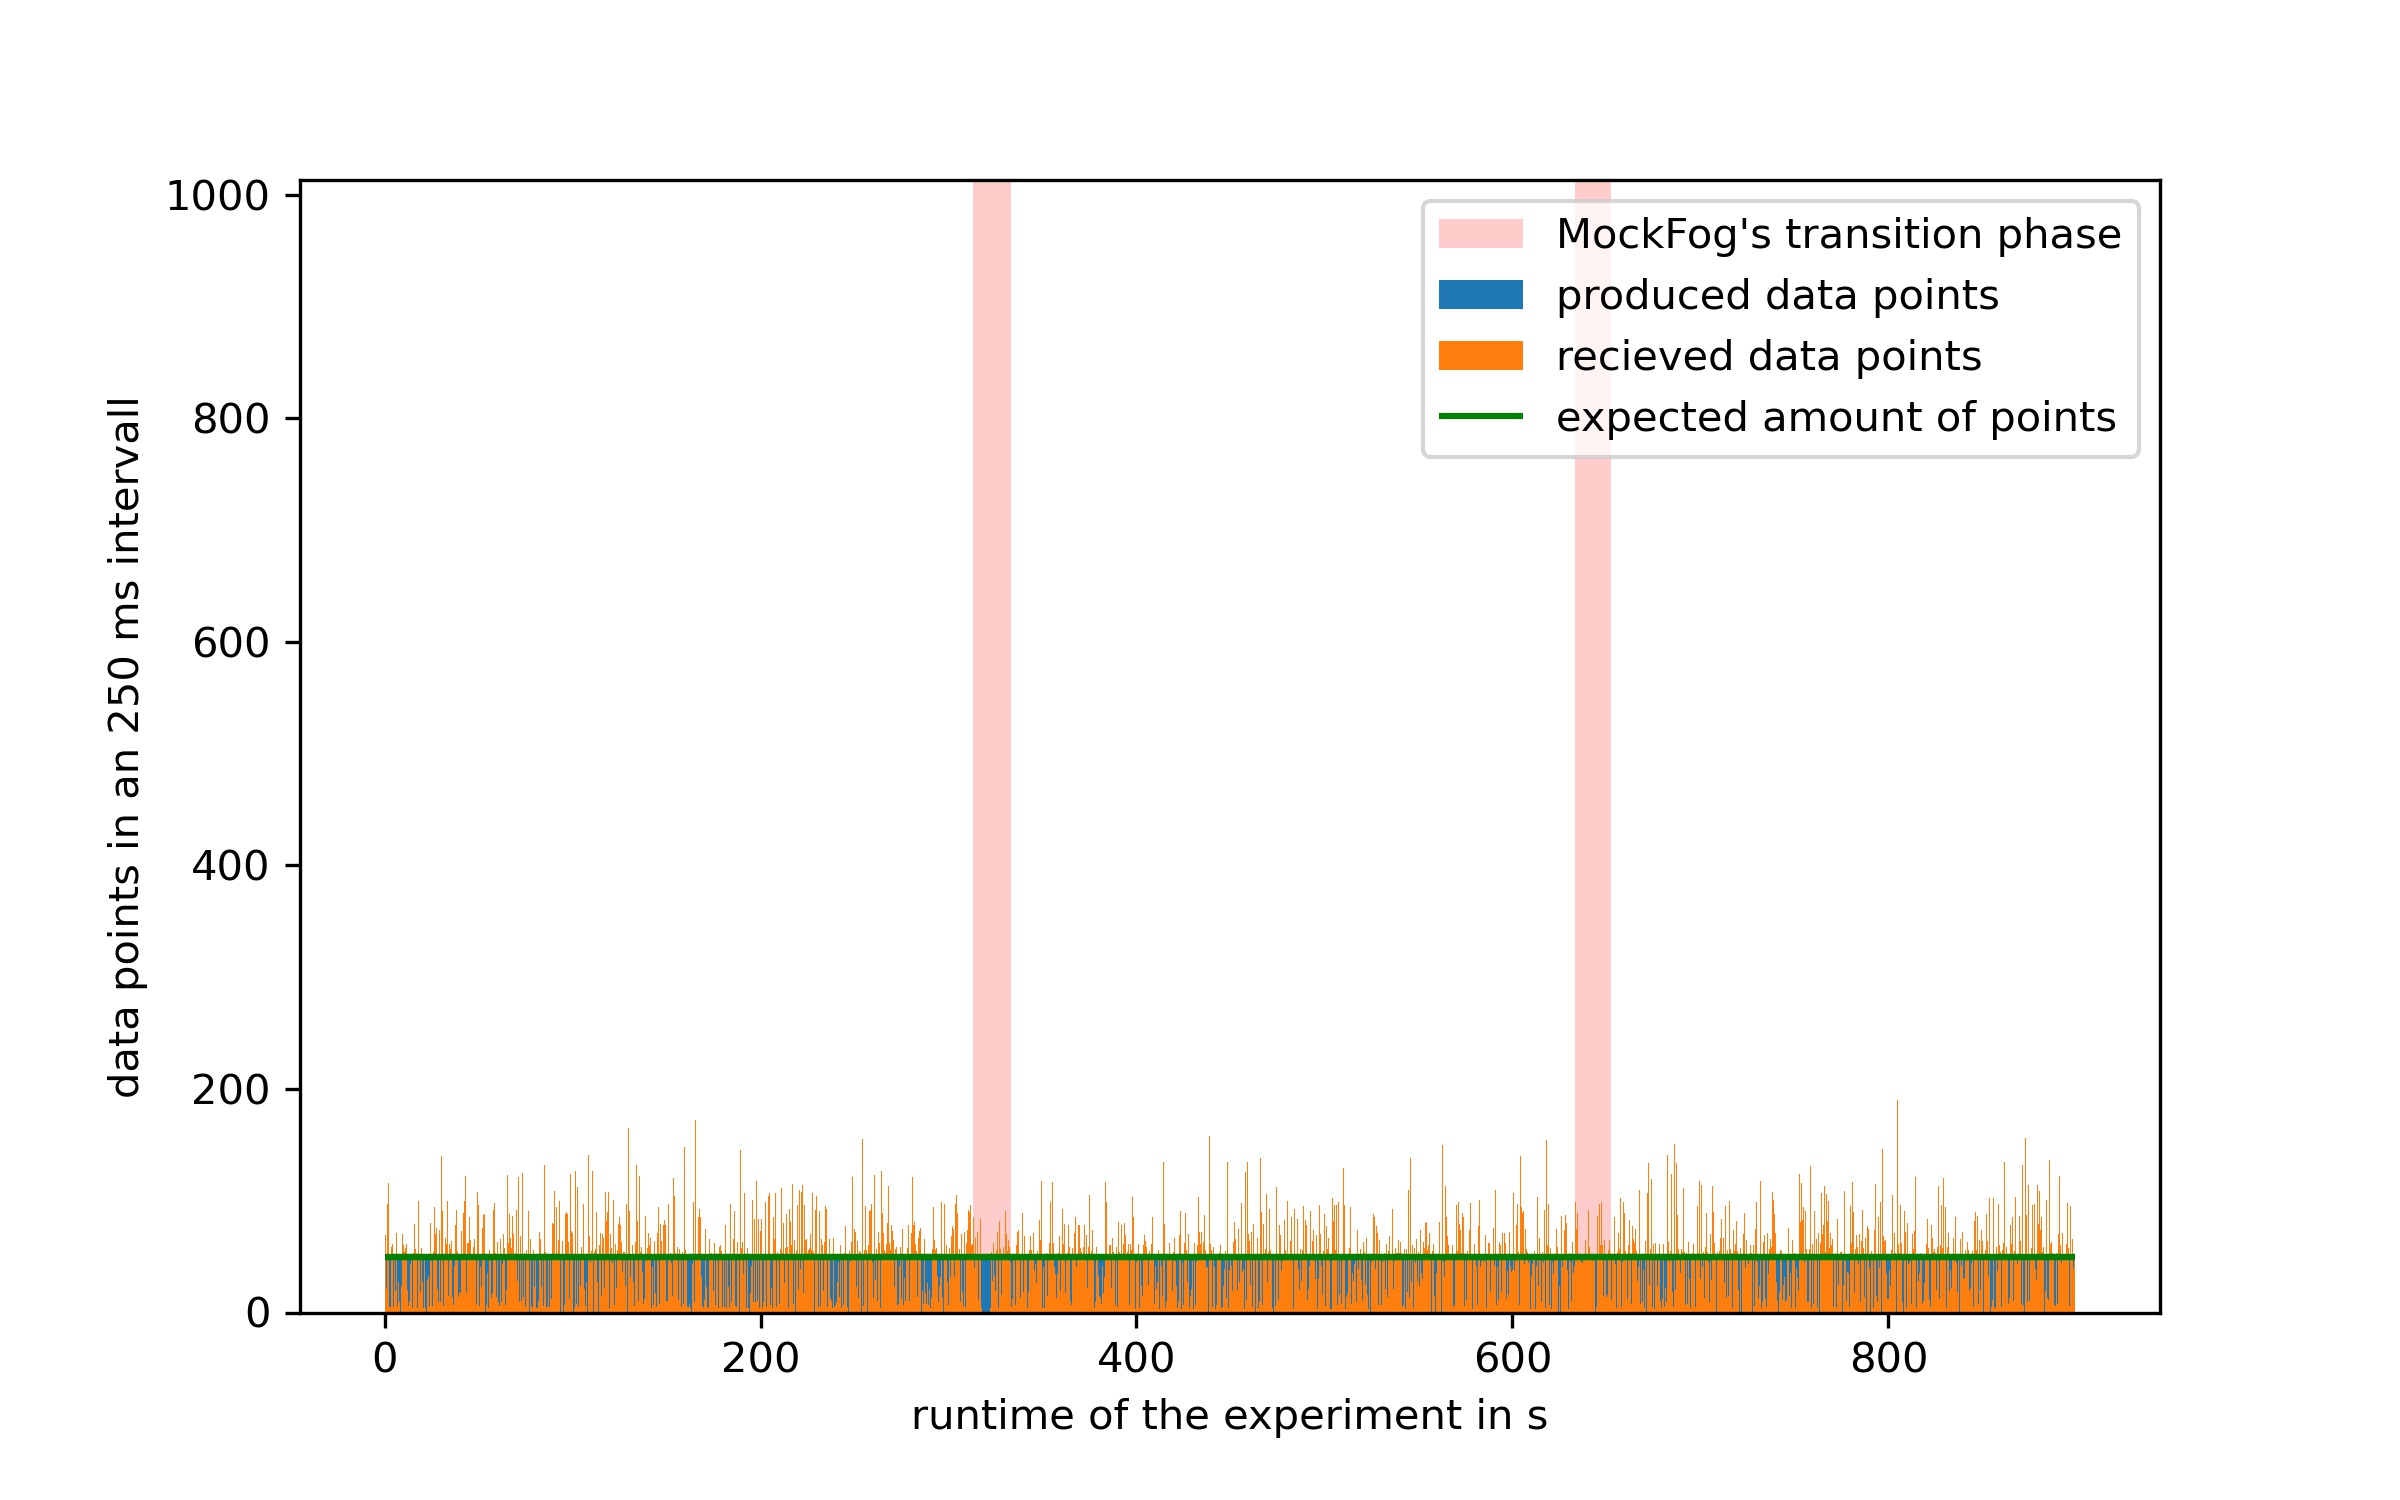 1000
800
600
400
200
0
data points in an 250 ms intervall
MockFog's transition phase
produced data points
recieved data points
expected amount of points
0 200 400 600 800
runtime of the experiment in s